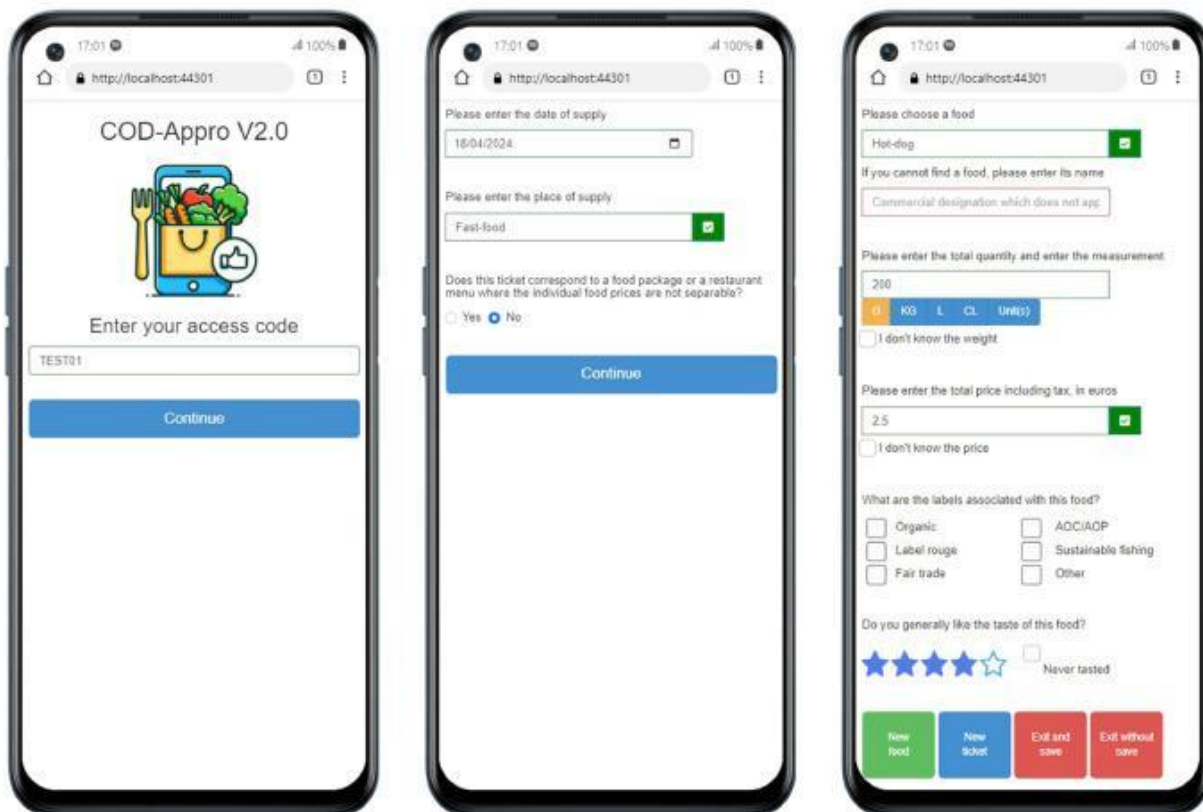 17:01
100%
http://localhost:44301
1
COD-Appro V2.0
Enter your access code
TEST01
Continue
17:01
100%
http://localhost:44301
1
Please enter the date of supply
18/04/2024
Please enter the place of supply
Fast-food
Does this ticket correspond to a food package or a restaurant
menu where the individual food prices are not separable?
Yes No
Continue
17:01
100%
http://localhost:44301
1
Please choose a food
Hot-dog
If you cannot find a food, please enter its name
Commercial designation which does not app
Please enter the total quantity and enter the measurement
200
G KG L CL Unit(s)
I don't know the weight
Please enter the total price including tax, in euros
2.5
I don't know the price
What are the labels associated with this food?
Organic AOC/AOP
Label rouge Sustainable fishing
Fair trade Other
Do you generally like the taste of this food?
Never tasted
New food
New ticket
Exit and save
Exit without save